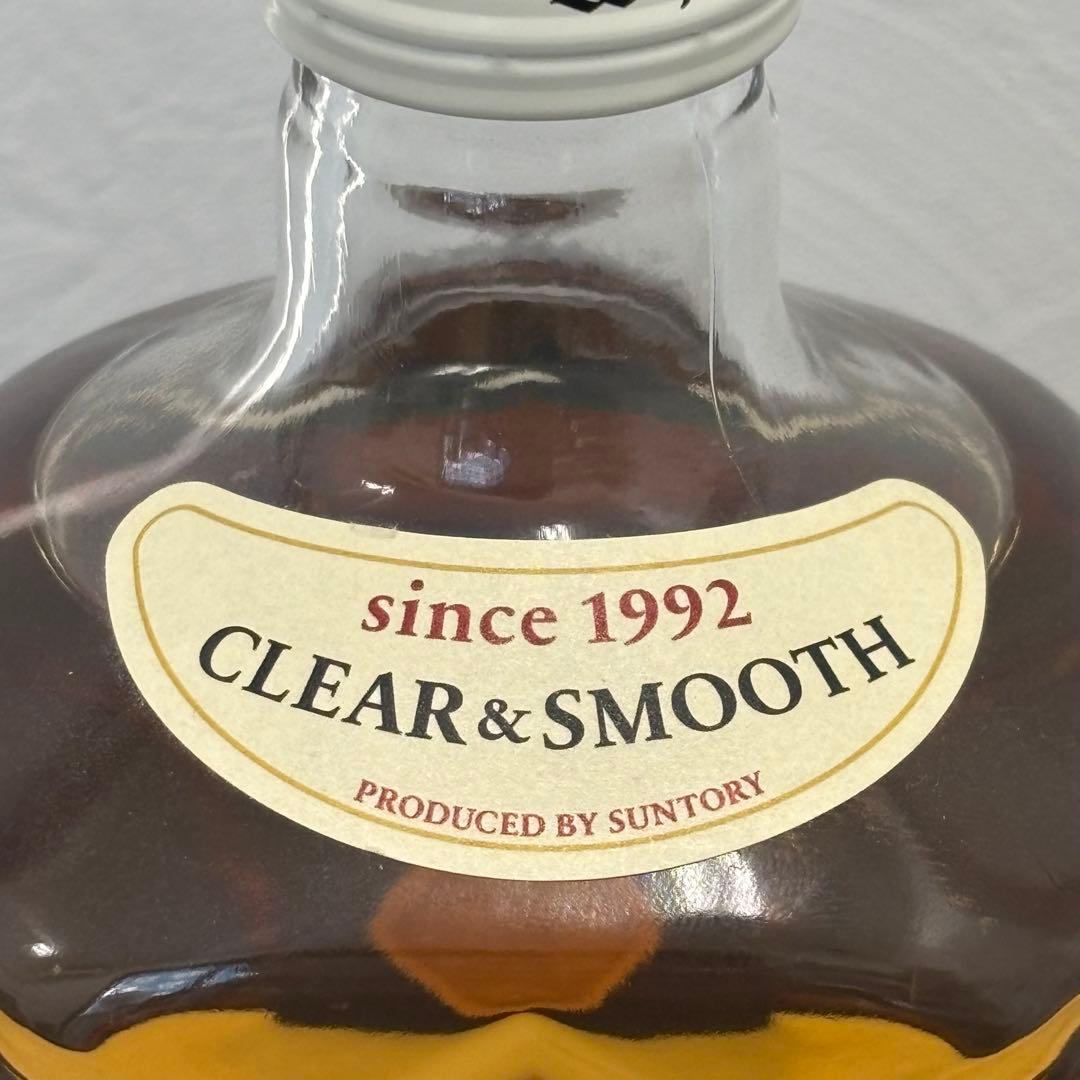 since 1992
CLEAR & SMOOTH
PRODUCED BY SUNTORY